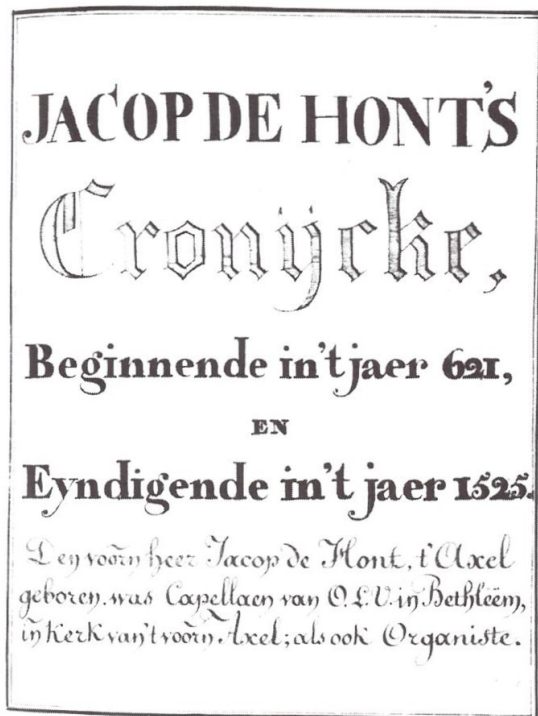 JACOP DE HONT'S
Cronijcke,
Beginnende in't jaer 621,
EN
Eyndigende in't jaer 1525.
Den voorn̄ heer Jacop de Hont, t'Axel
geboren, was Capellaen van O.L.V. in Bethleëm,
in Kerk van't voorn̄ Axel; als ook Organiste.